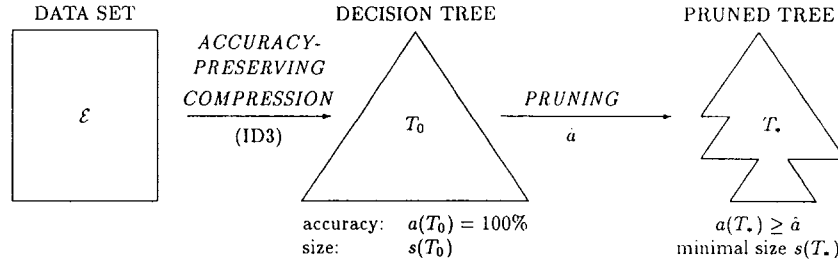 DATA SET
DECISION TREE
PRUNED TREE
ACCURACY-
PRESERVING
COMPRESSION
(ID3)
PRUNING
â
ℰ
T₀
T*
accuracy: a(T₀) = 100%
size: s(T₀)
a(T*) ≥ â
minimal size s(T*)